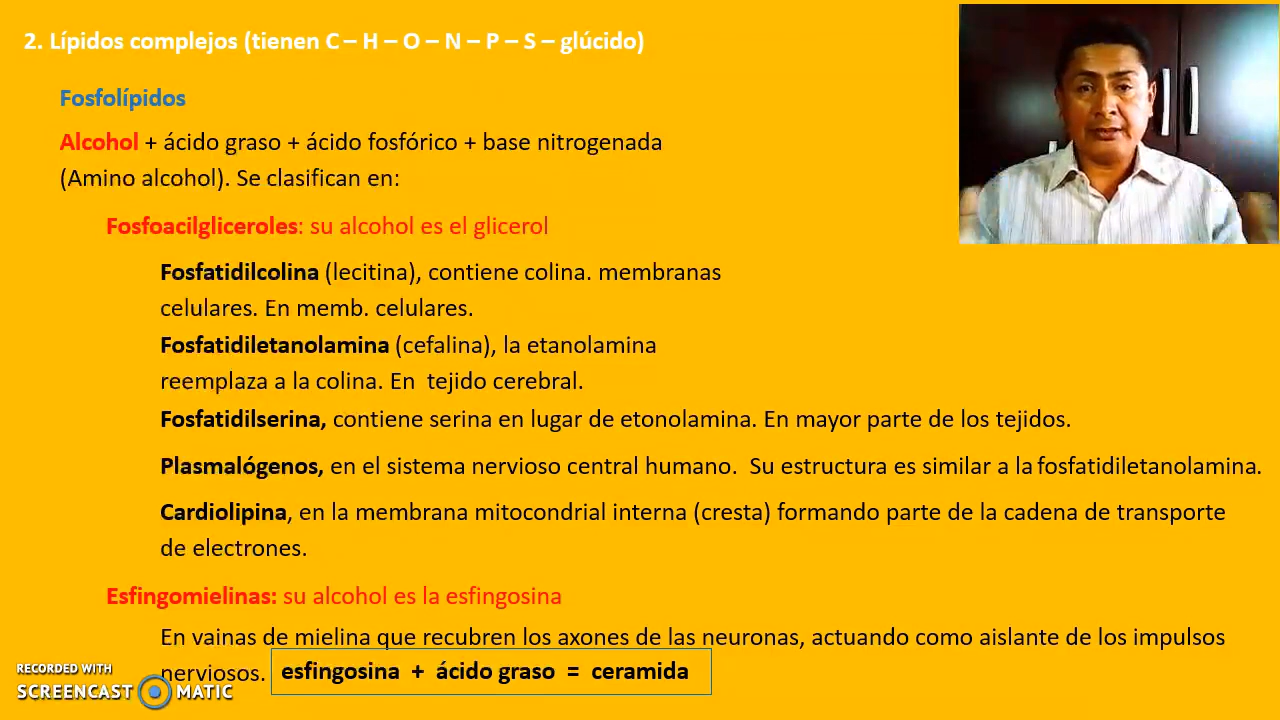 2. Lípidos complejos (tienen C – H – O – N – P – S – glúcido)
Fosfolípidos
Alcohol + ácido graso + ácido fosfórico + base nitrogenada
(Amino alcohol). Se clasifican en:
Fosfoacilgliceroles: su alcohol es el glicerol
Fosfatidilcolina (lecitina), contiene colina. membranas
celulares. En memb. celulares.
Fosfatidiletanolamina (cefalina), la etanolamina
reemplaza a la colina. En tejido cerebral.
Fosfatidilserina, contiene serina en lugar de etonolamina. En mayor parte de los tejidos.
Plasmalógenos, en el sistema nervioso central humano. Su estructura es similar a la fosfatidiletanolamina.
Cardiolipina, en la membrana mitocondrial interna (cresta) formando parte de la cadena de transporte
de electrones.
Esfingomielinas: su alcohol es la esfingosina
En vainas de mielina que recubren los axones de las neuronas, actuando como aislante de los impulsos
nerviosos.
esfingosina + ácido graso = ceramida
RECORDED WITH
SCREENCAST MATIC